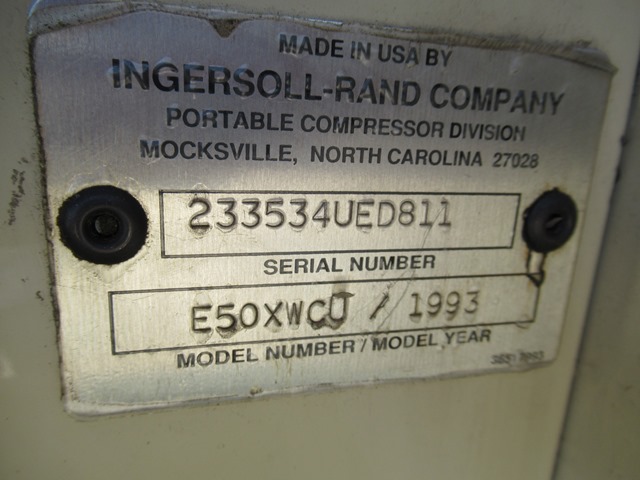 MADE IN USA BY
INGERSOLL-RAND COMPANY
PORTABLE COMPRESSOR DIVISION
MOCKSVILLE, NORTH CAROLINA 27028
233534UED811
SERIAL NUMBER
E50XWCU / 1993
MODEL NUMBER/MODEL YEAR